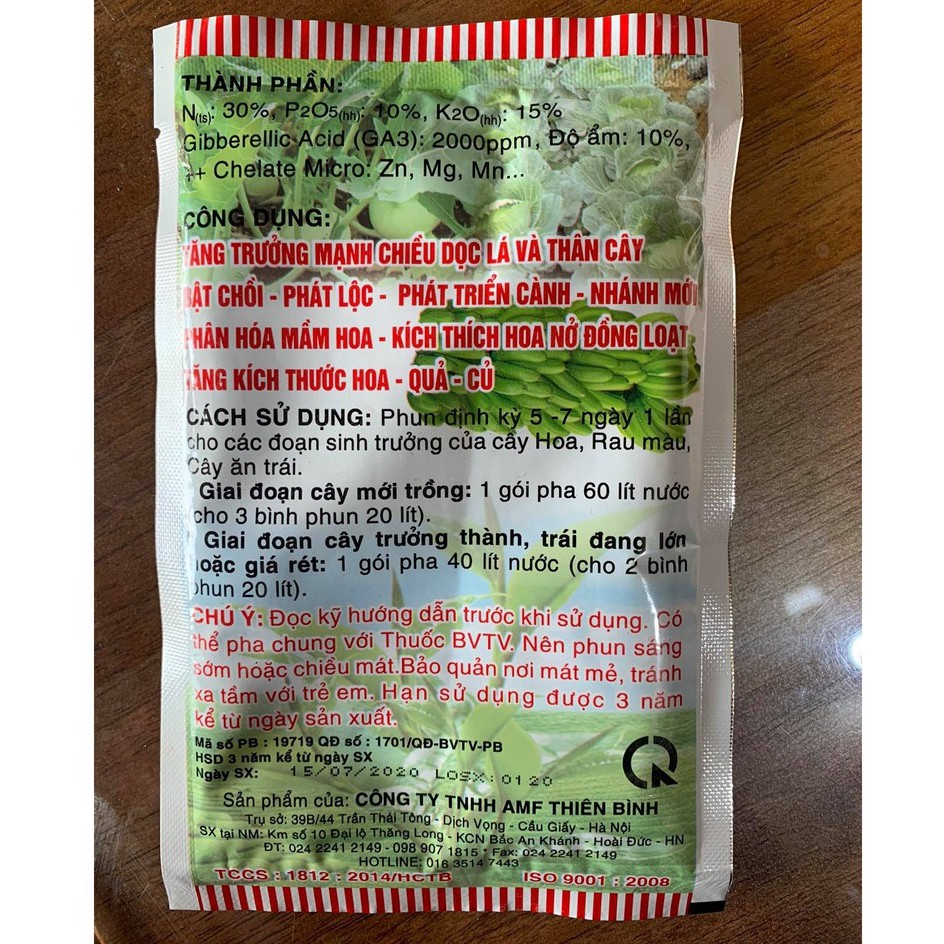 THÀNH PHẦN:
N(ts): 30%, P2O5(hh): 10%, K2O(hh): 15%
Gibberellic Acid (GA3): 2000ppm, Độ ẩm: 10%,
++ Chelate Micro: Zn, Mg, Mn...
CÔNG DỤNG:
TĂNG TRƯỞNG MẠNH CHIỀU DỌC LÁ VÀ THÂN CÂY
BẬT CHỒI - PHÁT LỘC - PHÁT TRIỂN CÀNH - NHÁNH MỚI
PHÂN HÓA MẦM HOA - KÍCH THÍCH HOA NỞ ĐỒNG LOẠT
TĂNG KÍCH THƯỚC HOA - QUẢ - CỦ
CÁCH SỬ DỤNG: Phun định kỳ 5 -7 ngày 1 lần
cho các đoạn sinh trưởng của cây Hoa, Rau màu,
Cây ăn trái.
Giai đoạn cây mới trồng: 1 gói pha 60 lít nước
(cho 3 bình phun 20 lít).
Giai đoạn cây trưởng thành, trái đang lớn
hoặc giá rét: 1 gói pha 40 lít nước (cho 2 bình
phun 20 lít).
CHÚ Ý: Đọc kỹ hướng dẫn trước khi sử dụng. Có
thể pha chung với Thuốc BVTV. Nên phun sáng
sớm hoặc chiều mát.Bảo quản nơi mát mẻ, tránh
xa tầm với trẻ em. Hạn sử dụng được 3 năm
kể từ ngày sản xuất.
Mã số PB : 19719 QĐ số : 1701/QĐ-BVTV-PB
HSD 3 năm kể từ ngày SX
Ngày SX: 15/07/2020 LOSX: 0120
Sản phẩm của: CÔNG TY TNHH AMF THIÊN BÌNH
Trụ sở: 39B/44 Trần Thái Tông - Dịch Vọng - Cầu Giấy - Hà Nội
SX tại NM: Km số 10 Đại lộ Thăng Long - KCN Bắc An Khánh - Hoài Đức - HN
ĐT: 024 2241 2149 - 098 907 1815 * Fax: 024 2241 2149
HOTLINE: 016 3514 7443
TCCS : 1812 : 2014/HCTB ISO 9001 : 2008